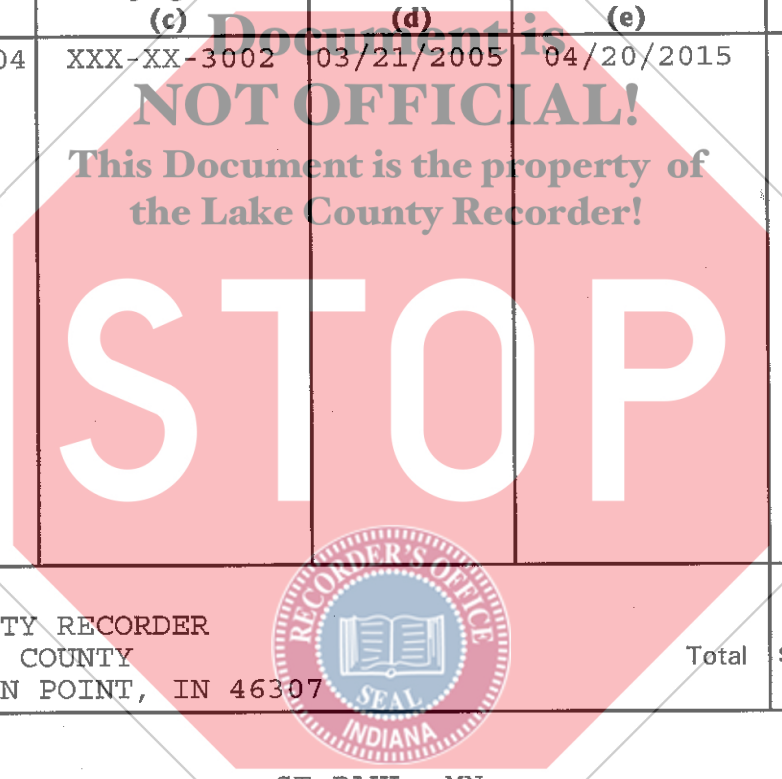 (c) (d) (e)
Document is
04 XXX-XX-3002 03/21/2005 04/20/2015
NOT OFFICIAL!
This Document is the property of
the Lake County Recorder!
STOP
RECORDER'S OFFICE
SEAL
INDIANA
TY RECORDER
COUNTY
Total
N POINT, IN 46307